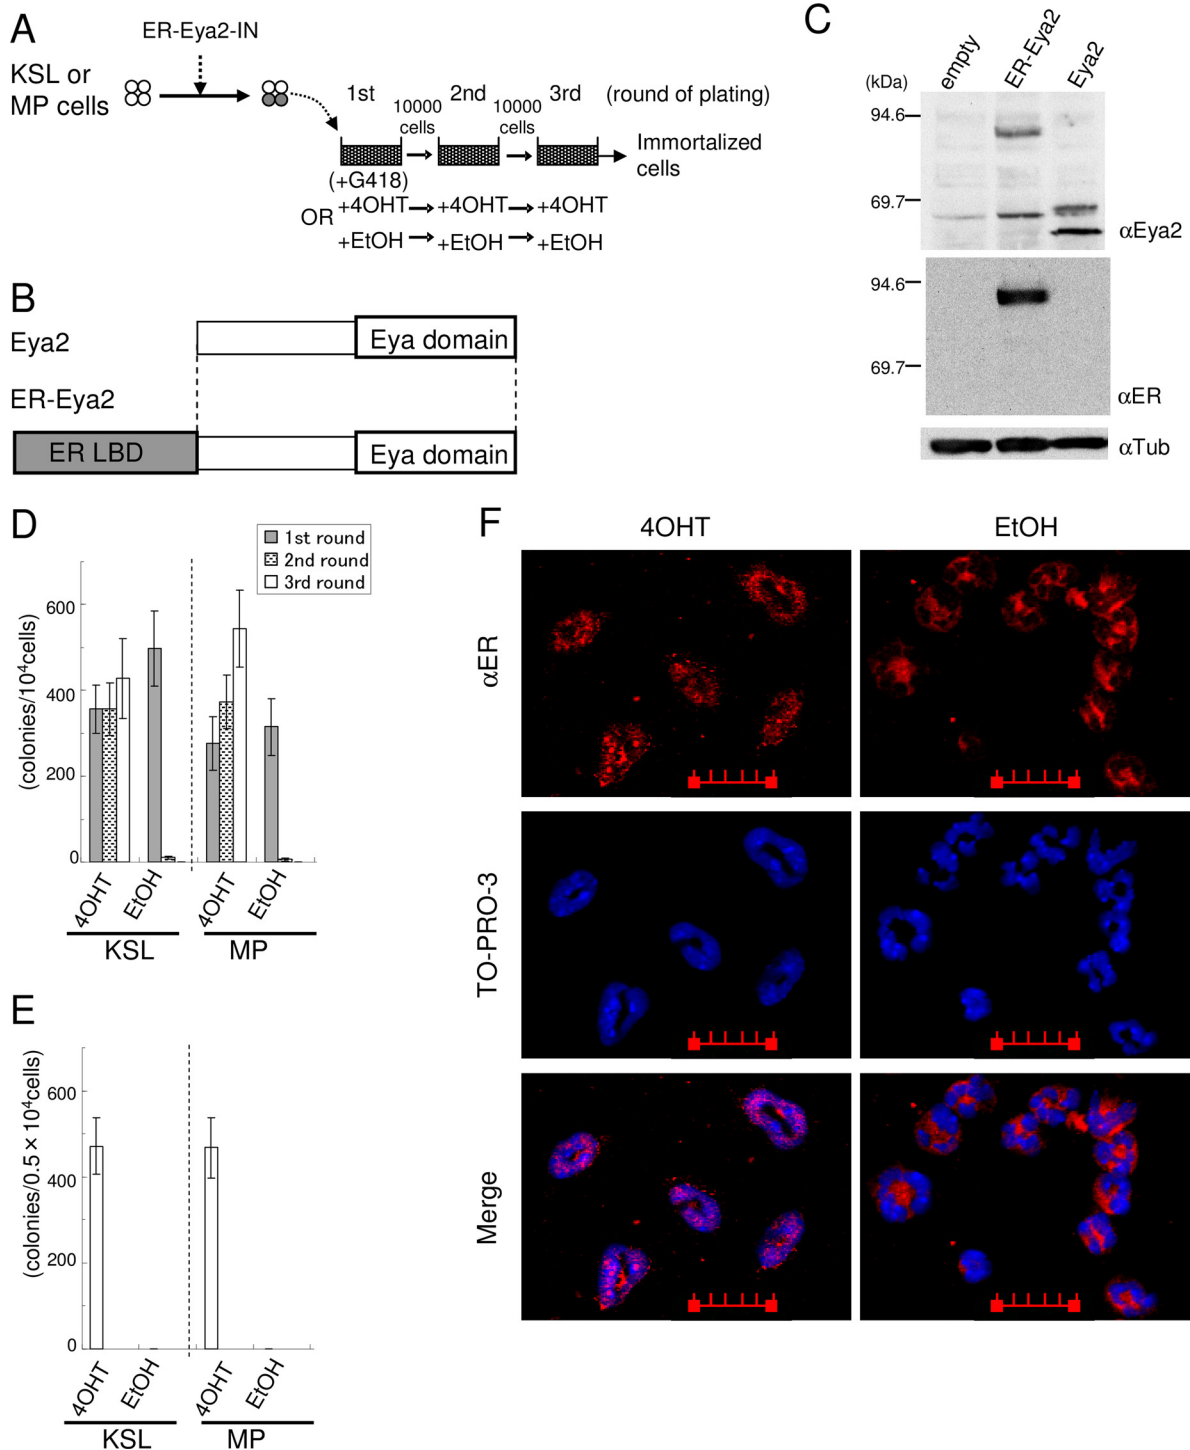 A
ER-Eya2-IN
KSL or
MP cells
1st
10000
cells
2nd
10000
cells
3rd
(round of plating)
Immortalized
cells
(+G418)
OR
+4OHT
+4OHT
+4OHT
+EtOH
+EtOH
+EtOH
B
Eya2
Eya domain
ER-Eya2
ER LBD
Eya domain
C
empty
ER-Eya2
Eya2
(kDa)
94.6
69.7
αEya2
94.6
69.7
αER
αTub
D
1st round
2nd round
3rd round
(colonies/10⁴cells)
600
400
200
0
4OHT
EtOH
4OHT
EtOH
KSL
MP
E
(colonies/0.5 × 10⁴cells)
600
400
200
0
4OHT
EtOH
4OHT
EtOH
KSL
MP
F
4OHT
EtOH
αER
TO-PRO-3
Merge